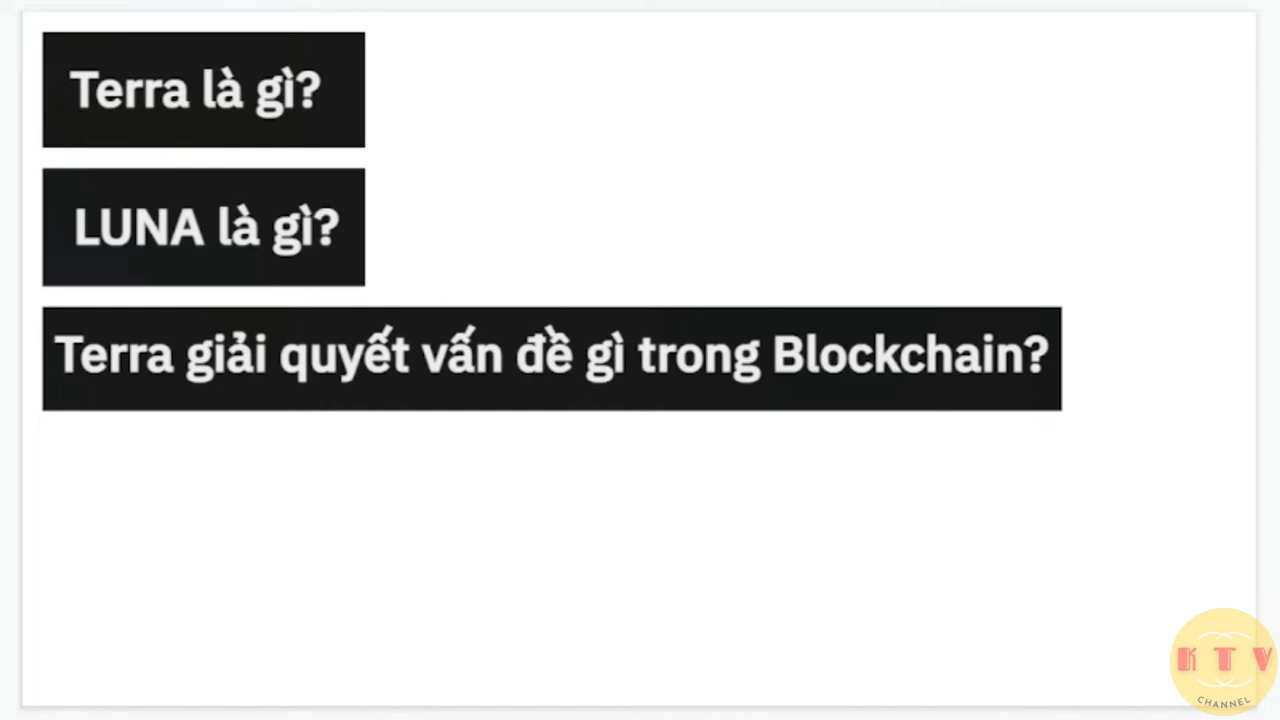 Terra là gì?
LUNA là gì?
Terra giải quyết vấn đề gì trong Blockchain?
KTV
CHANNEL